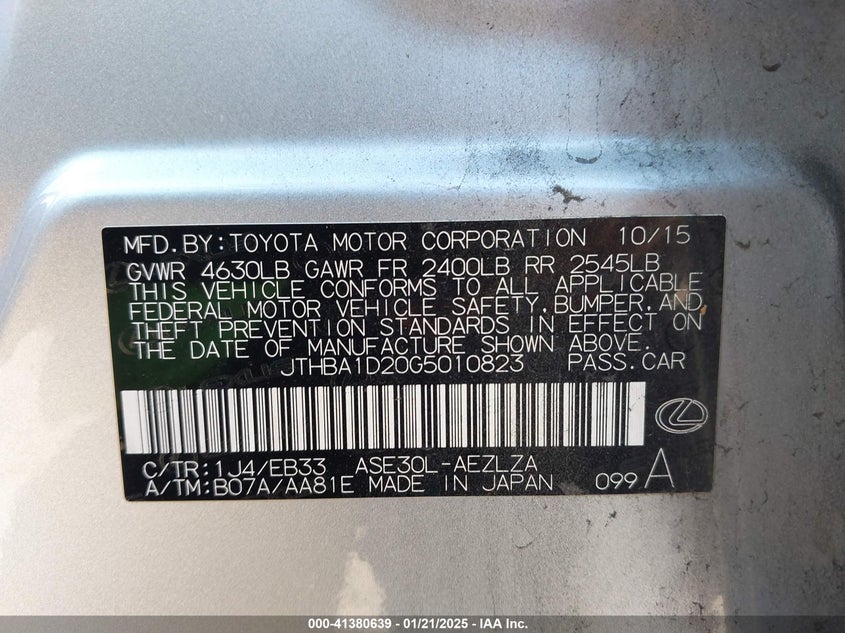 MFD.BY:TOYOTA MOTOR CORPORATION 10/15
GVWR 4630LB GAWR FR 2400LB RR 2545LB
THIS VEHICLE CONFORMS TO ALL APPLICABLE
FEDERAL MOTOR VEHICLE SAFETY,BUMPER,AND
THEFT PREVENTION STANDARDS IN EFFECT ON
THE DATE OF MANUFACTURE SHOWN ABOVE.
JTHBA1D20G5010823 PASS.CAR
C/TR:1J4/EB33 ASE30L-AEZLZA
A/TM:B07A/AA81E MADE IN JAPAN 099 A
000-41380639 - 01/21/2025 - IAA Inc.